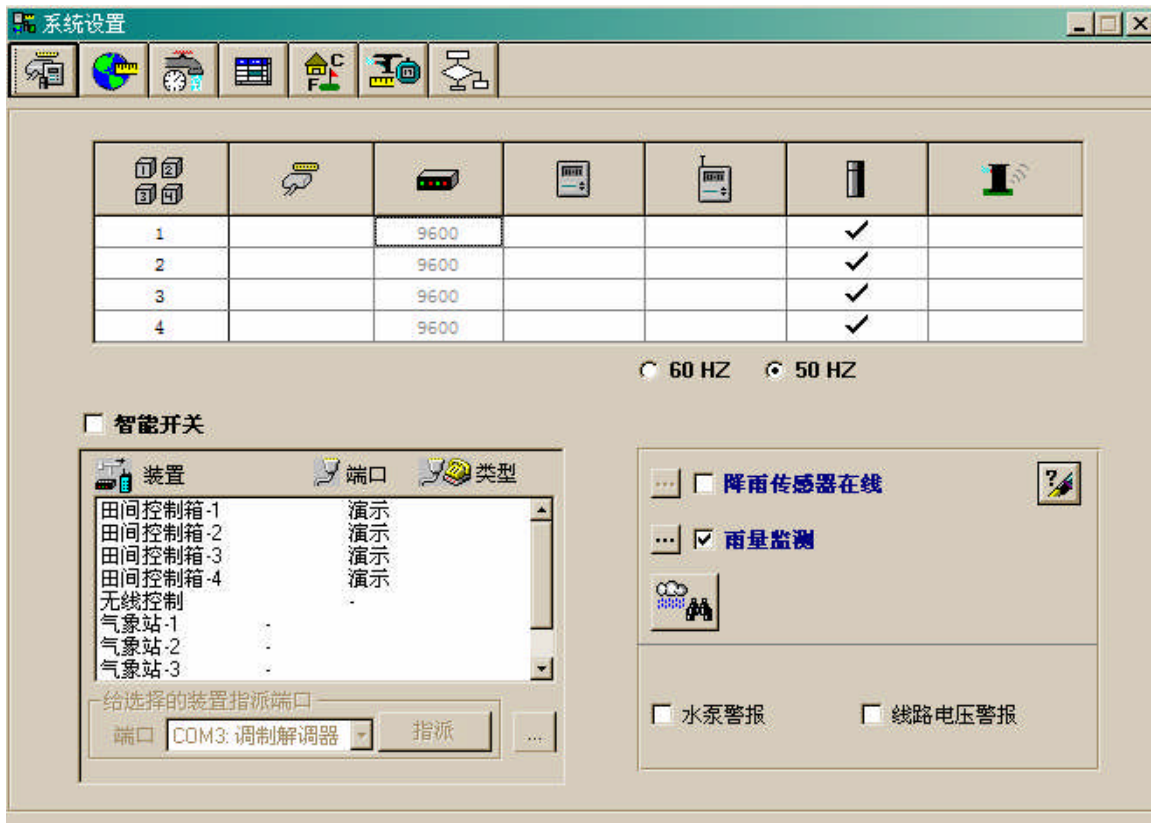 系统设置
C
F
1 2
3 4
1 9600
2 9600
3 9600
4 9600
60 HZ 50 HZ
智能开关
装置 端口 类型
降雨传感器在线 ?
田间控制箱-1 演示
田间控制箱-2 演示
雨量监测
田间控制箱-3 演示
田间控制箱-4 演示
无线控制 -
气象站-1 -
气象站-2 -
气象站-3 -
给选择的装置指派端口
端口 COM3: 调制解调器 指派 ...
水泵警报 线路电压警报